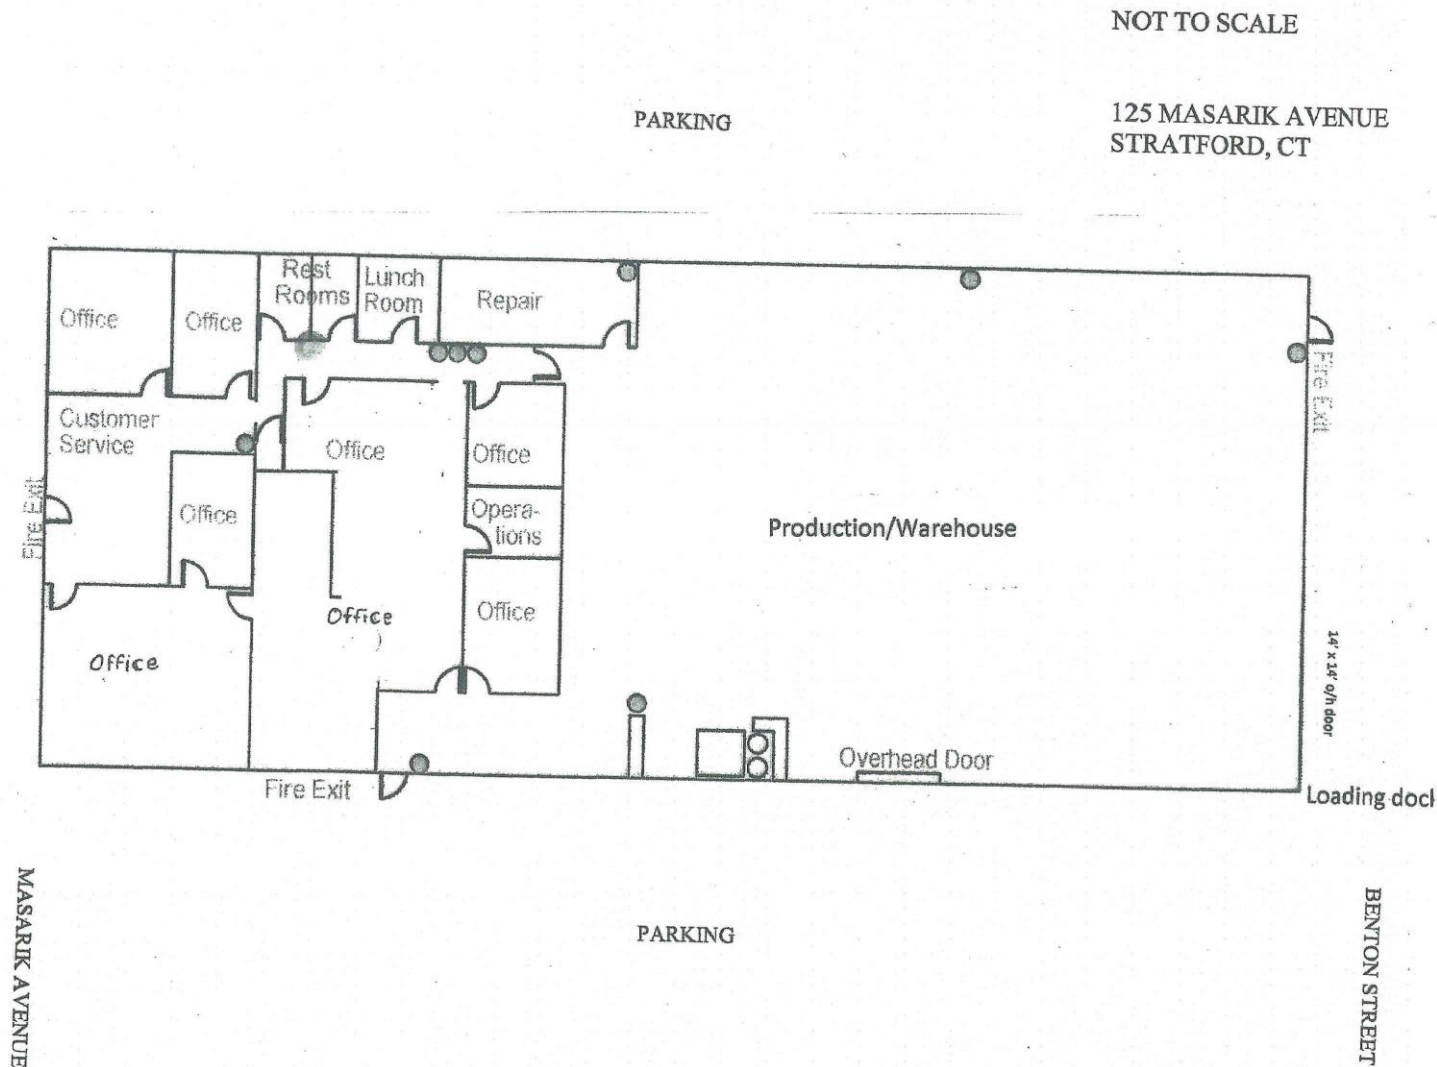 NOT TO SCALE
PARKING
125 MASARIK AVENUE
STRATFORD, CT
Rest
Rooms
Lunch
Room
Repair
Office
Office
Customer
Service
Office
Office
Fire Exit
Office
Opera-
tions
Fire Exit
Production/Warehouse
Office
Office
Office
14' x 14' o/h door
Overhead Door
Fire Exit
Loading docl
MASARIK AVENUE
PARKING
BENTON STREET